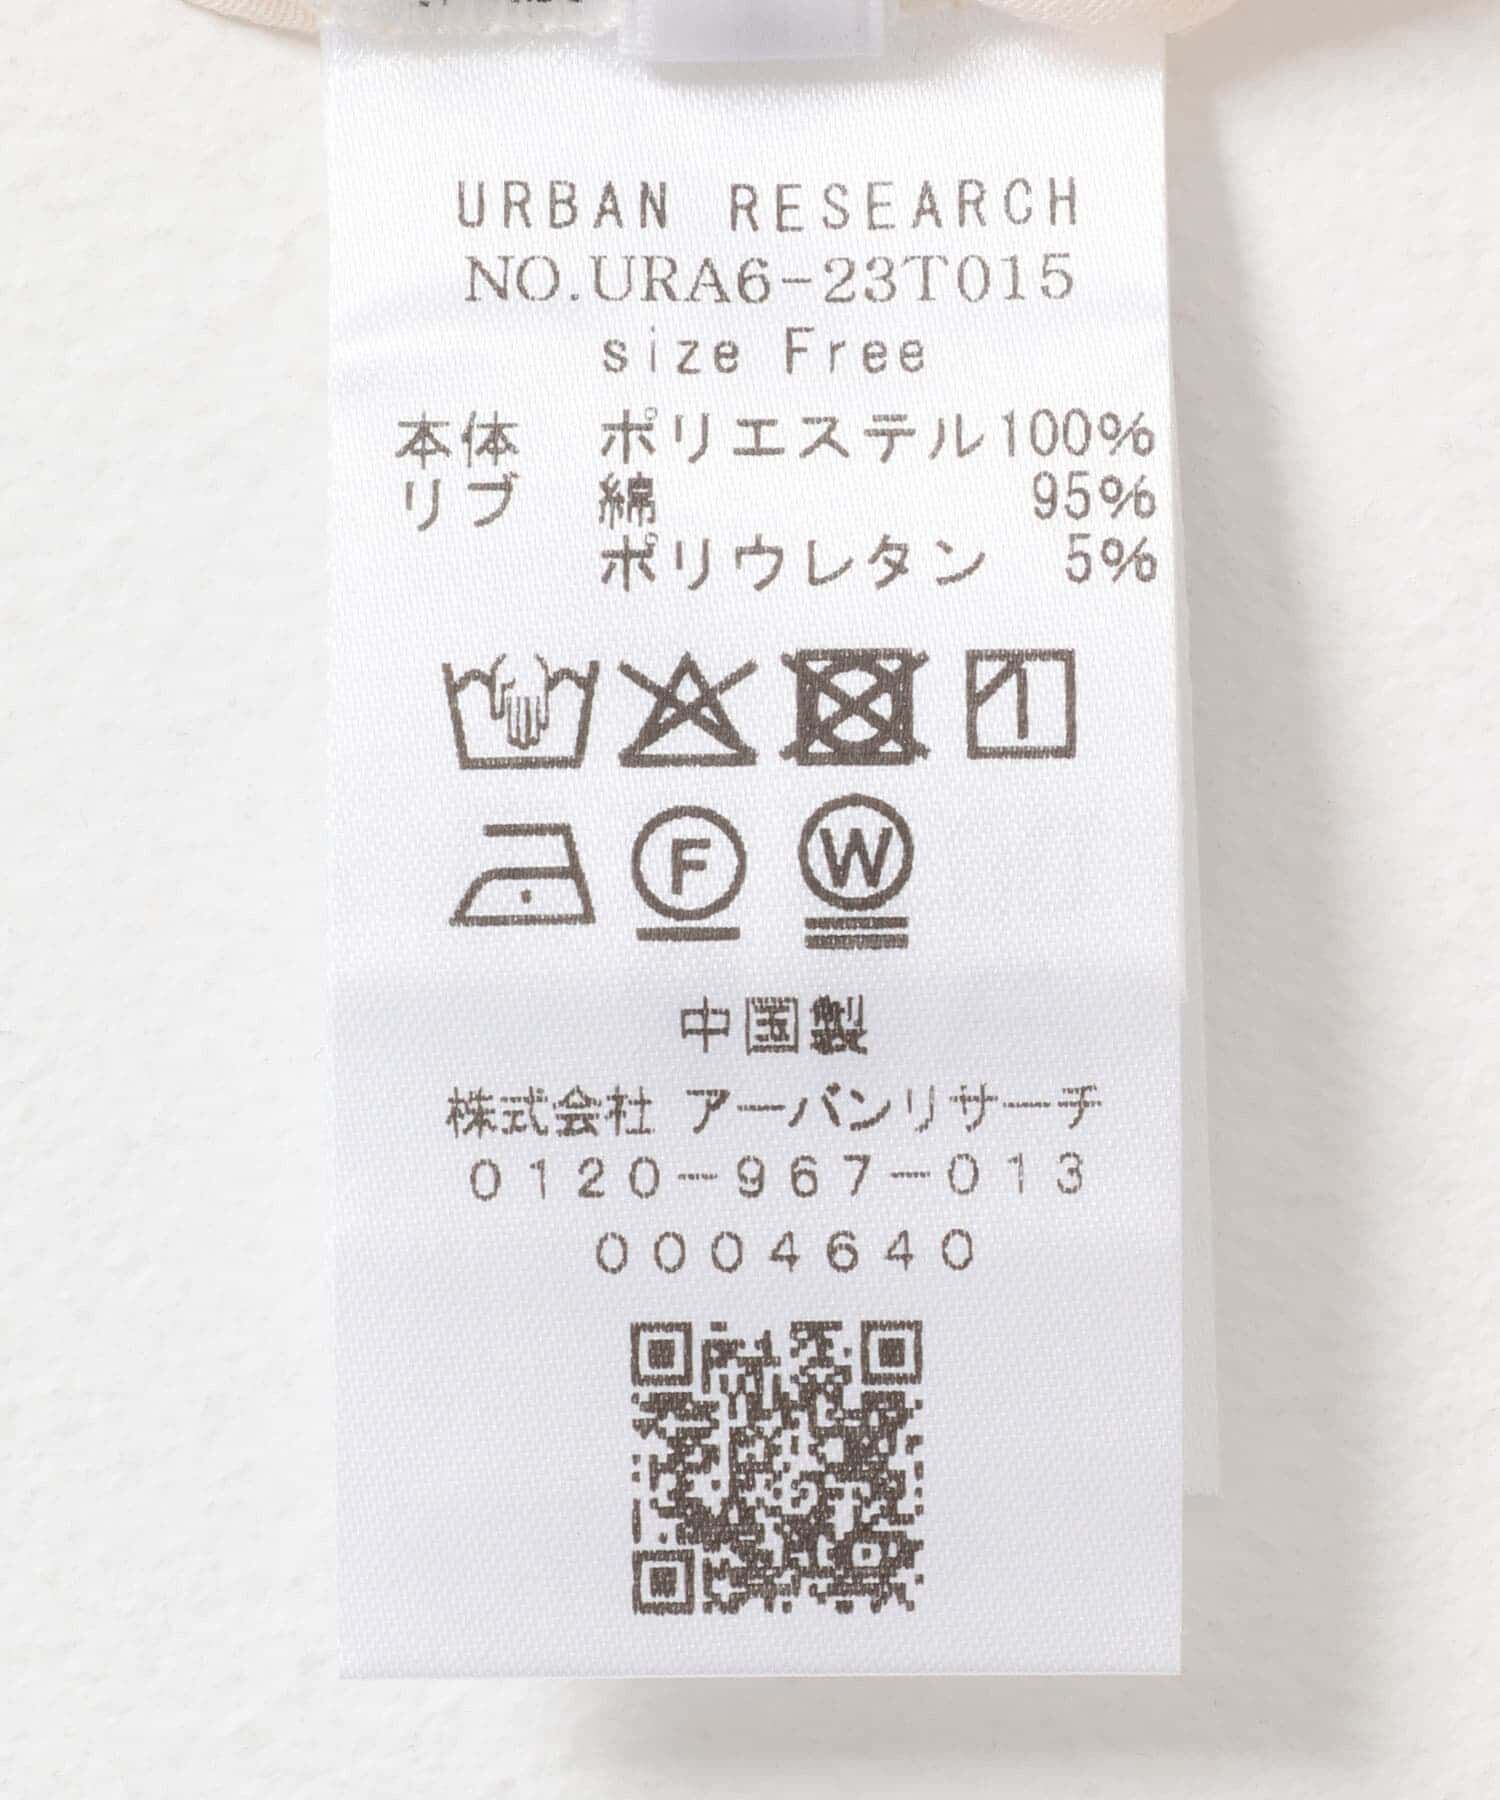 URBAN RESEARCH
NO.URA6-23T015
size Free
本体 ポリエステル100%
リブ 綿 95%
ポリウレタン 5%
F W
中国製
株式会社 アーバンリサーチ
0120-967-013
0004640